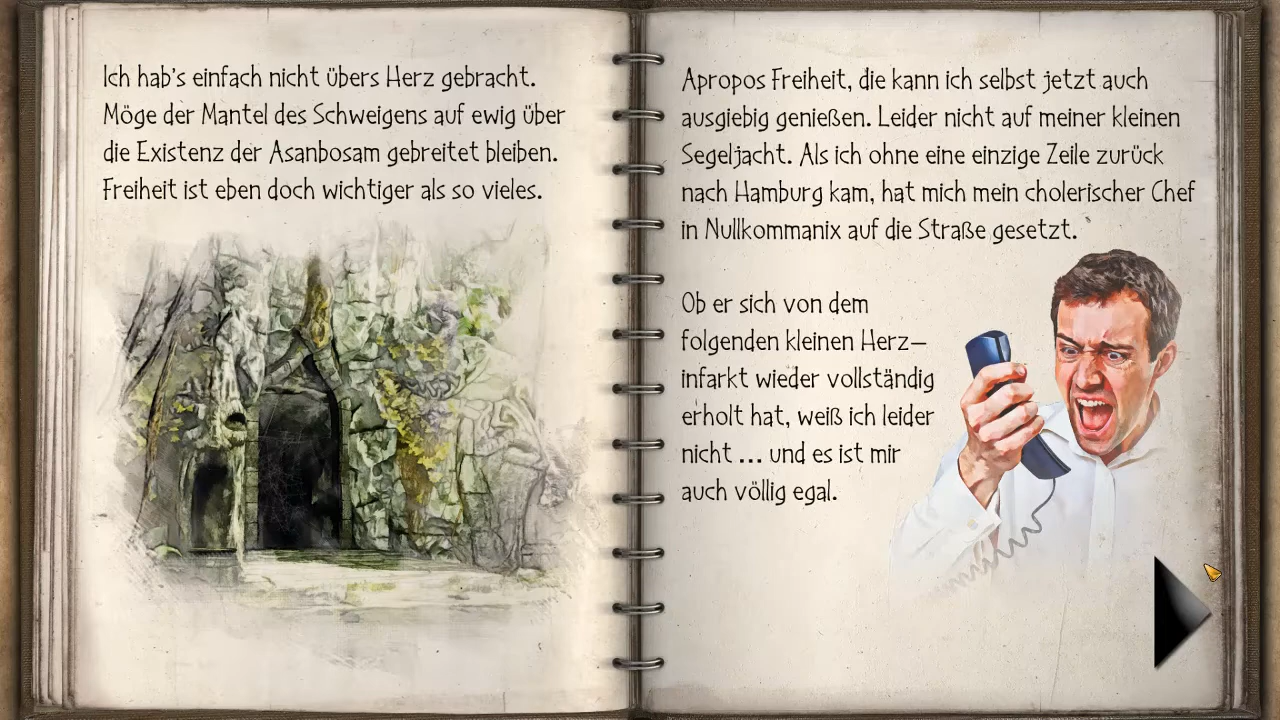 Ich hab's einfach nicht übers Herz gebracht.
Möge der Mantel des Schweigens auf ewig über
die Existenz der Asanbosam gebreitet bleiben.
Freiheit ist eben doch wichtiger als so vieles.
Apropos Freiheit, die kann ich selbst jetzt auch
ausgiebig genießen. Leider nicht auf meiner kleinen
Segeljacht. Als ich ohne eine einzige Zeile zurück
nach Hamburg kam, hat mich mein cholerischer Chef
in Nullkommanix auf die Straße gesetzt.
Ob er sich von dem
folgenden kleinen Herz–
infarkt wieder vollständig
erholt hat, weiß ich leider
nicht ... und es ist mir
auch völlig egal.